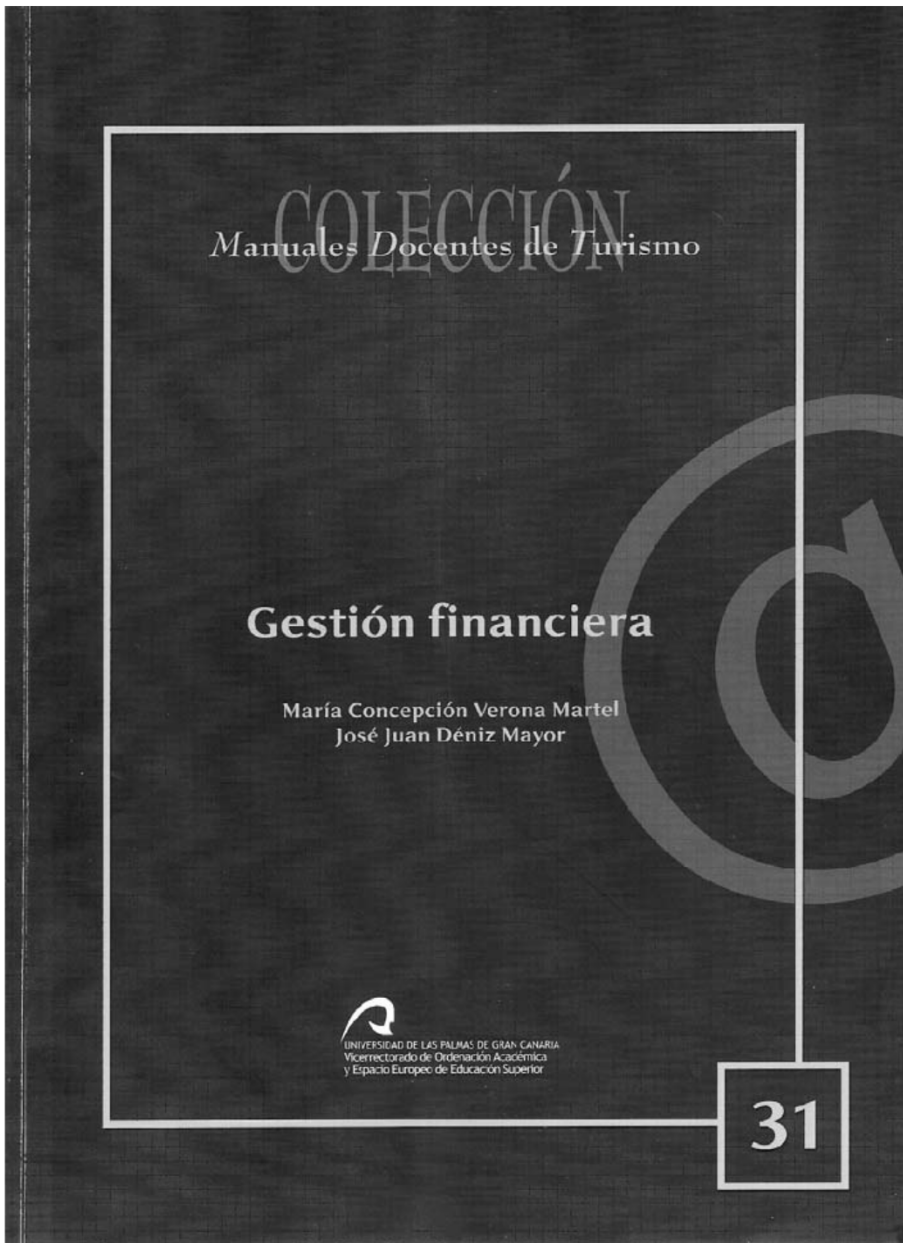 COLECCIÓN
Manuales Docentes de Turismo
Gestión financiera
María Concepción Verona Martel
José Juan Déniz Mayor
UNIVERSIDAD DE LAS PALMAS DE GRAN CANARIA
Vicerrectorado de Ordenación Académica
y Espacio Europeo de Educación Superior
31
@